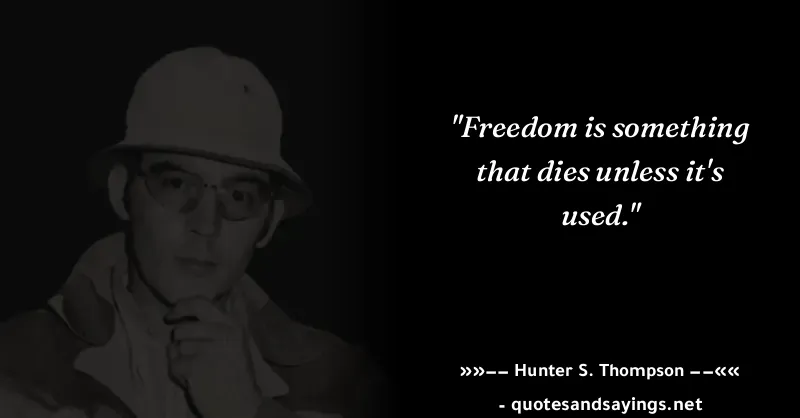 "Freedom is something
that dies unless it's
used."
»»−− Hunter S. Thompson −−««
- quotesandsayings.net